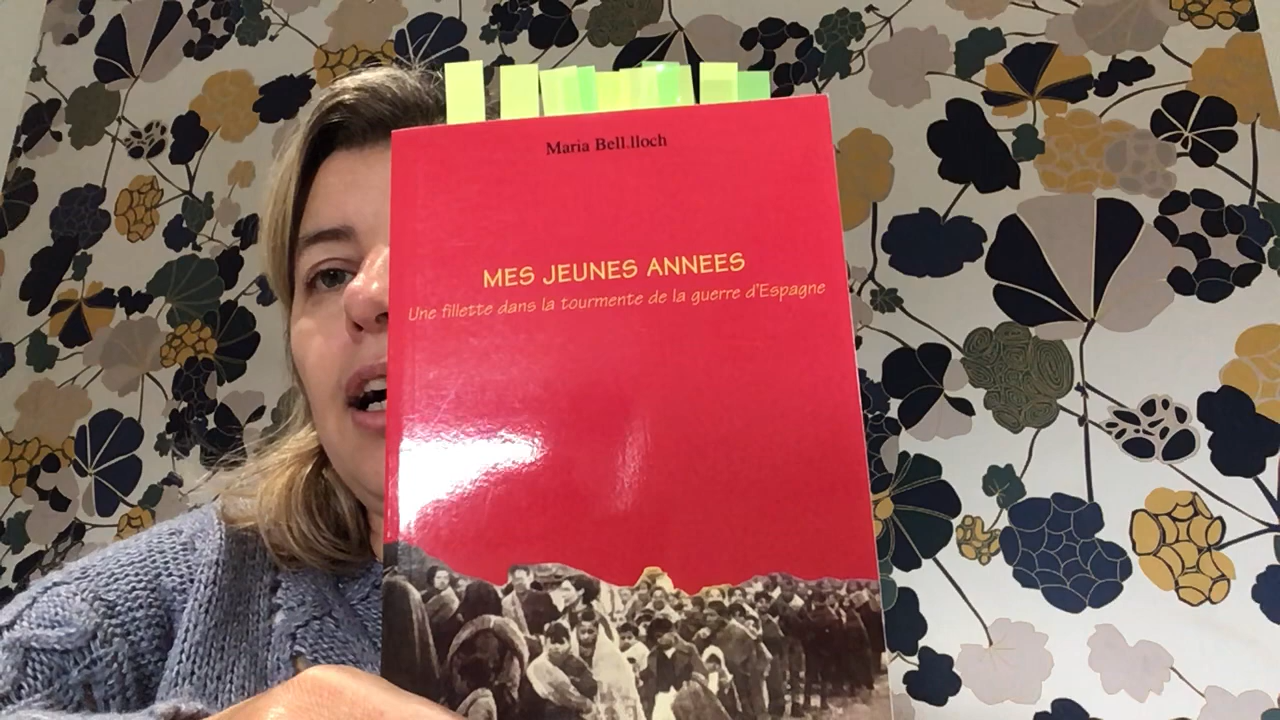 Maria Bell.lloch
MES JEUNES ANNEES
Une fillette dans la tourmente de la guerre d'Espagne